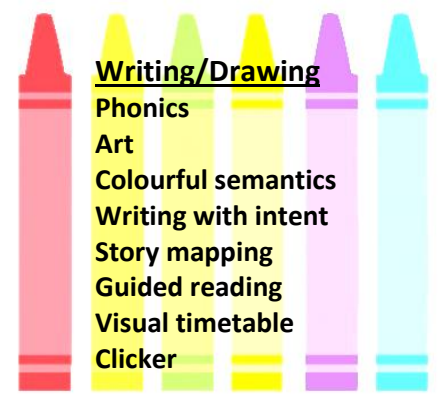 Writing/Drawing
Phonics
Art
Colourful semantics
Writing with intent
Story mapping
Guided reading
Visual timetable
Clicker